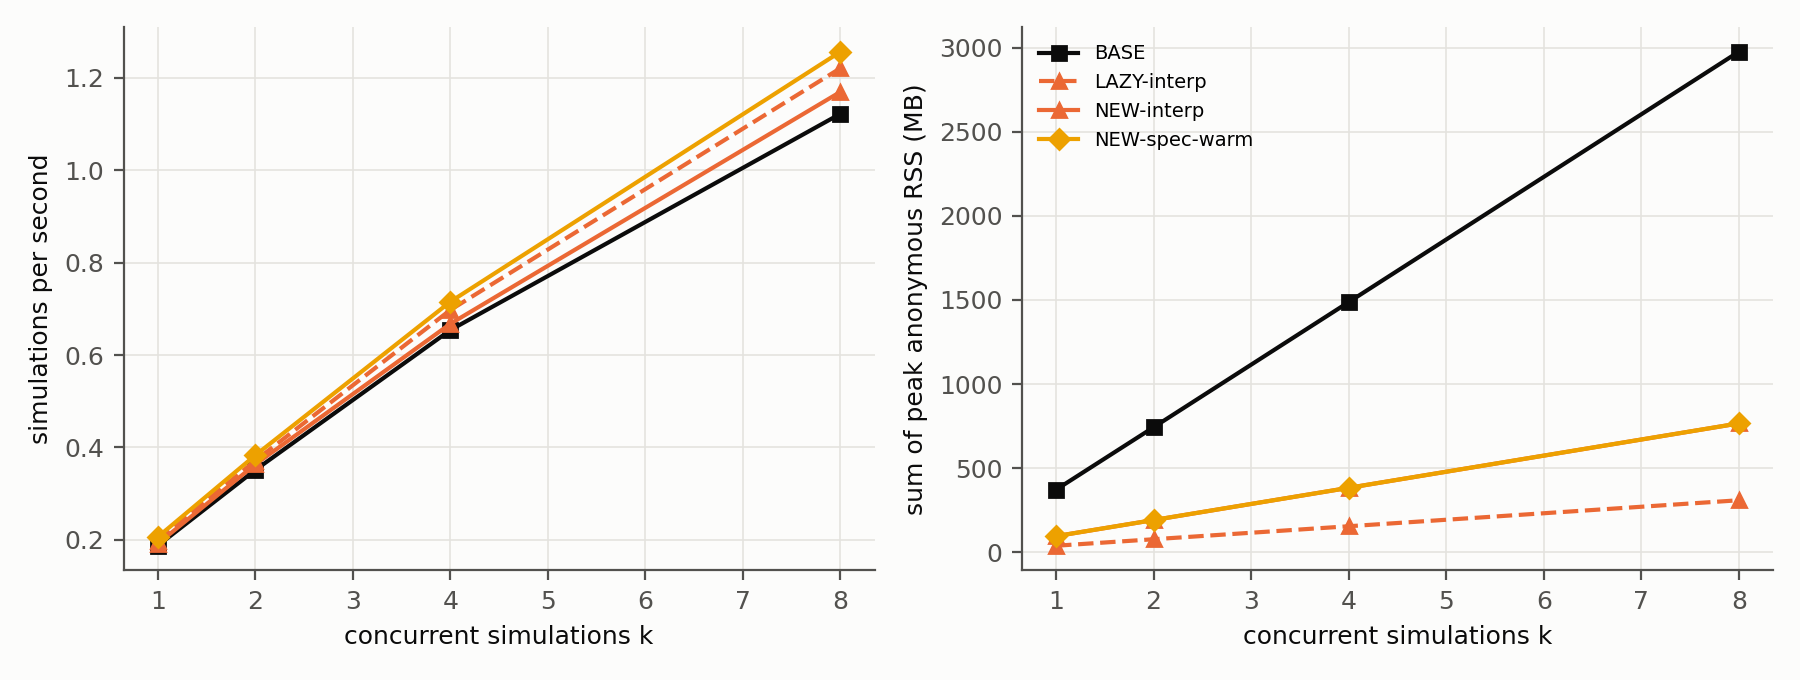 simulations per second
1.2
1.0
0.8
0.6
0.4
0.2
1 2 3 4 5 6 7 8
concurrent simulations k
sum of peak anonymous RSS (MB)
3000
2500
2000
1500
1000
500
0
BASE
LAZY-interp
NEW-interp
NEW-spec-warm
1 2 3 4 5 6 7 8
concurrent simulations k